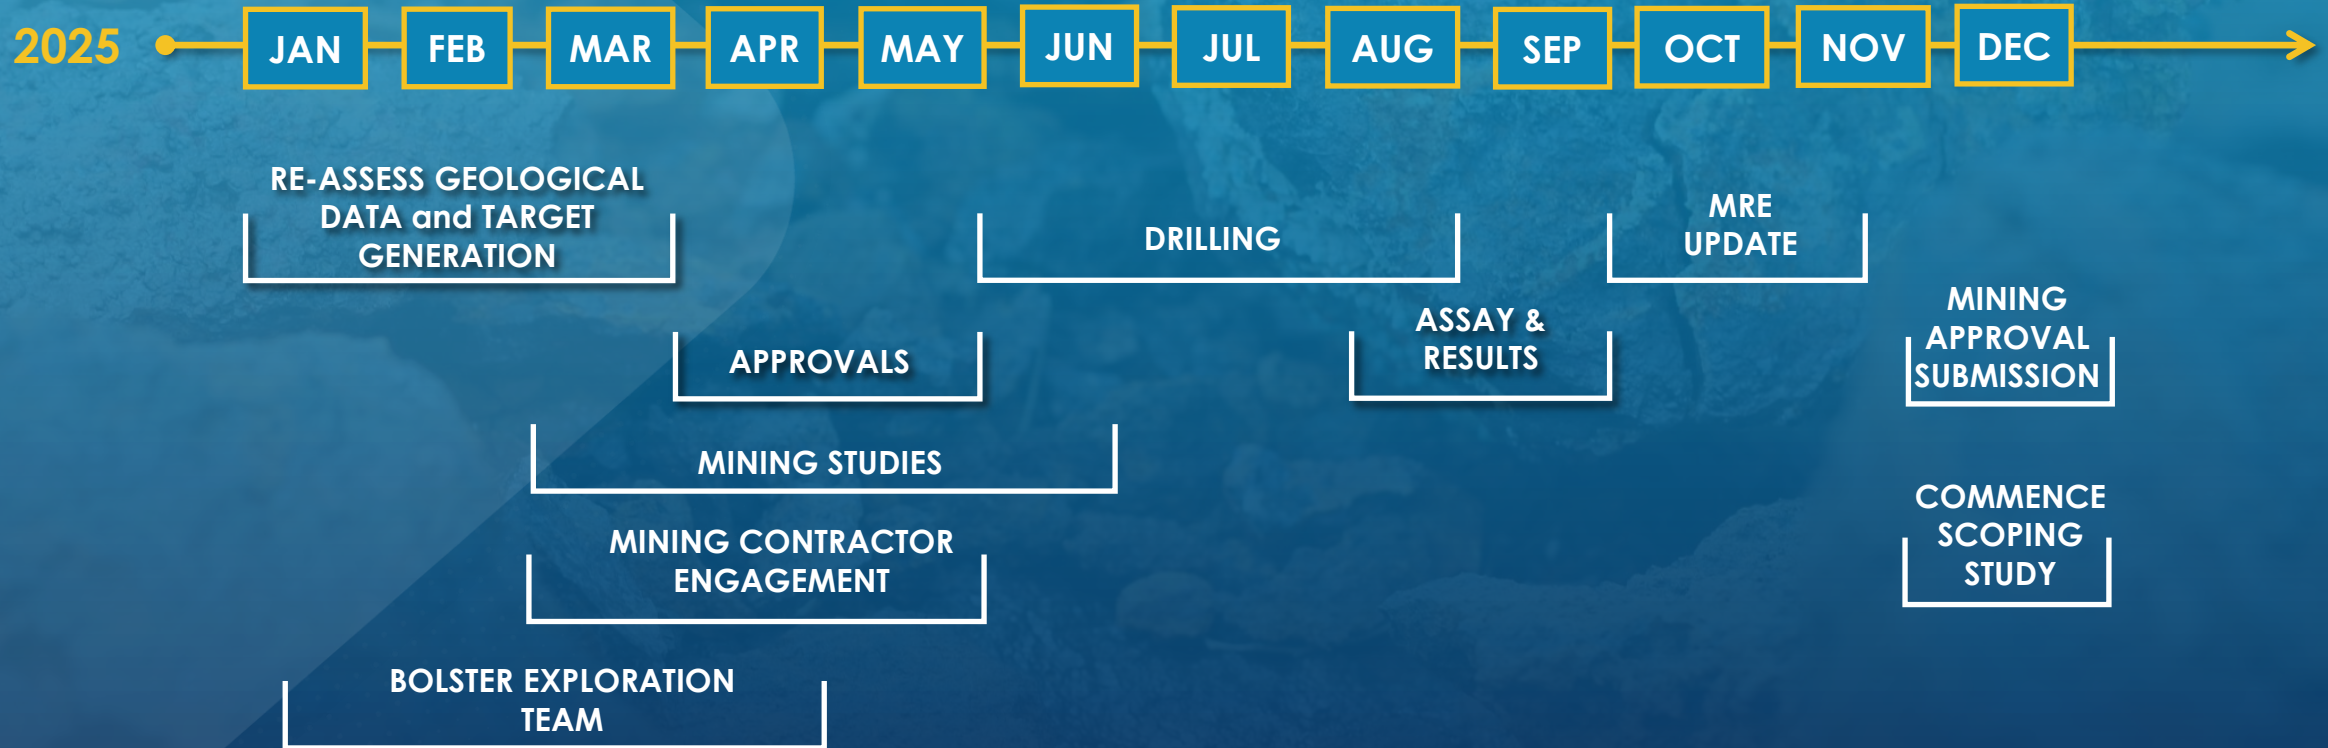 2025
JAN
FEB
MAR
APR
MAY
JUN
JUL
AUG
SEP
OCT
NOV
DEC
RE-ASSESS GEOLOGICAL
DATA and TARGET
GENERATION
DRILLING
MRE
UPDATE
MINING
APPROVAL
SUBMISSION
ASSAY &
RESULTS
APPROVALS
MINING STUDIES
COMMENCE
SCOPING
STUDY
MINING CONTRACTOR
ENGAGEMENT
BOLSTER EXPLORATION
TEAM